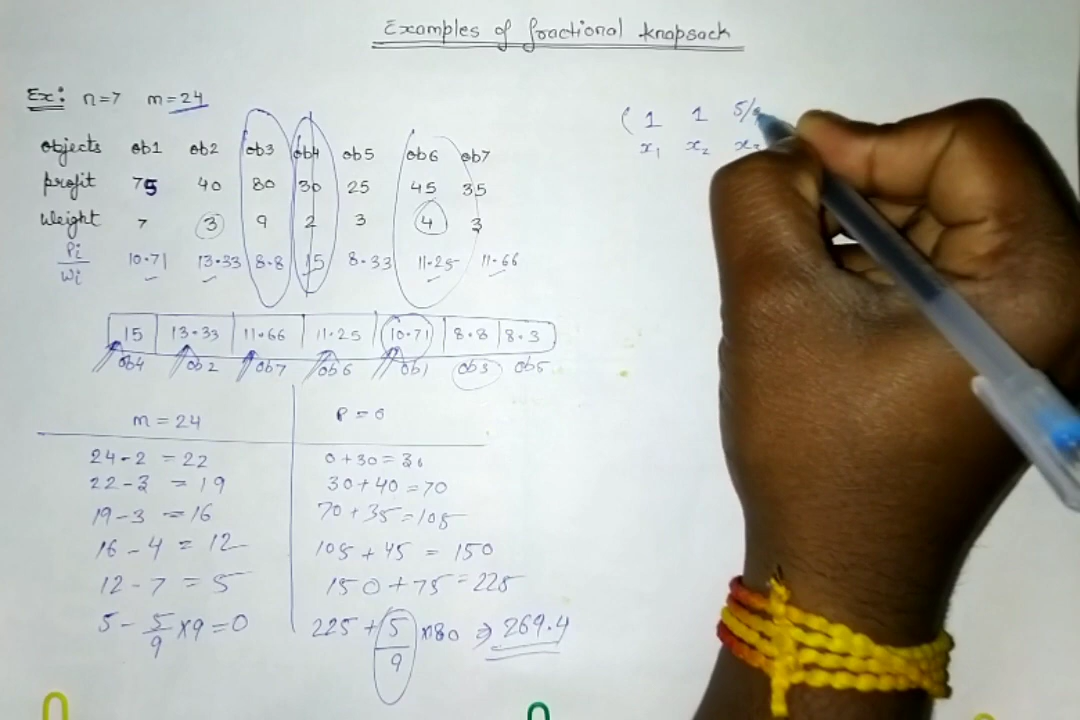 Examples of fractional knapsack
Ex: n=7 m=24
objects ob1 ob2 ob3 ob4 ob5 ob6 ob7
profit 75 40 80 30 25 45 35
Weight 7 3 9 2 3 4 3
Pi/Wi 10.71 13.33 8.8 15 8.33 11.25 11.66
15 13.33 11.66 11.25 10.71 8.8 8.3
ob4 ob2 ob7 ob6 ob1 ob3 ob5
m = 24 P = 0
24-2 = 22 0+30=30
22-3 = 19 30+40=70
19-3 = 16 70+35=105
16-4 = 12 105+45 = 150
12-7 = 5 150+75=225
5 - 5/9 x9 = 0 225 + 5/9 x80 ⇒ 269.4
( 1 1 5/
x1 x2